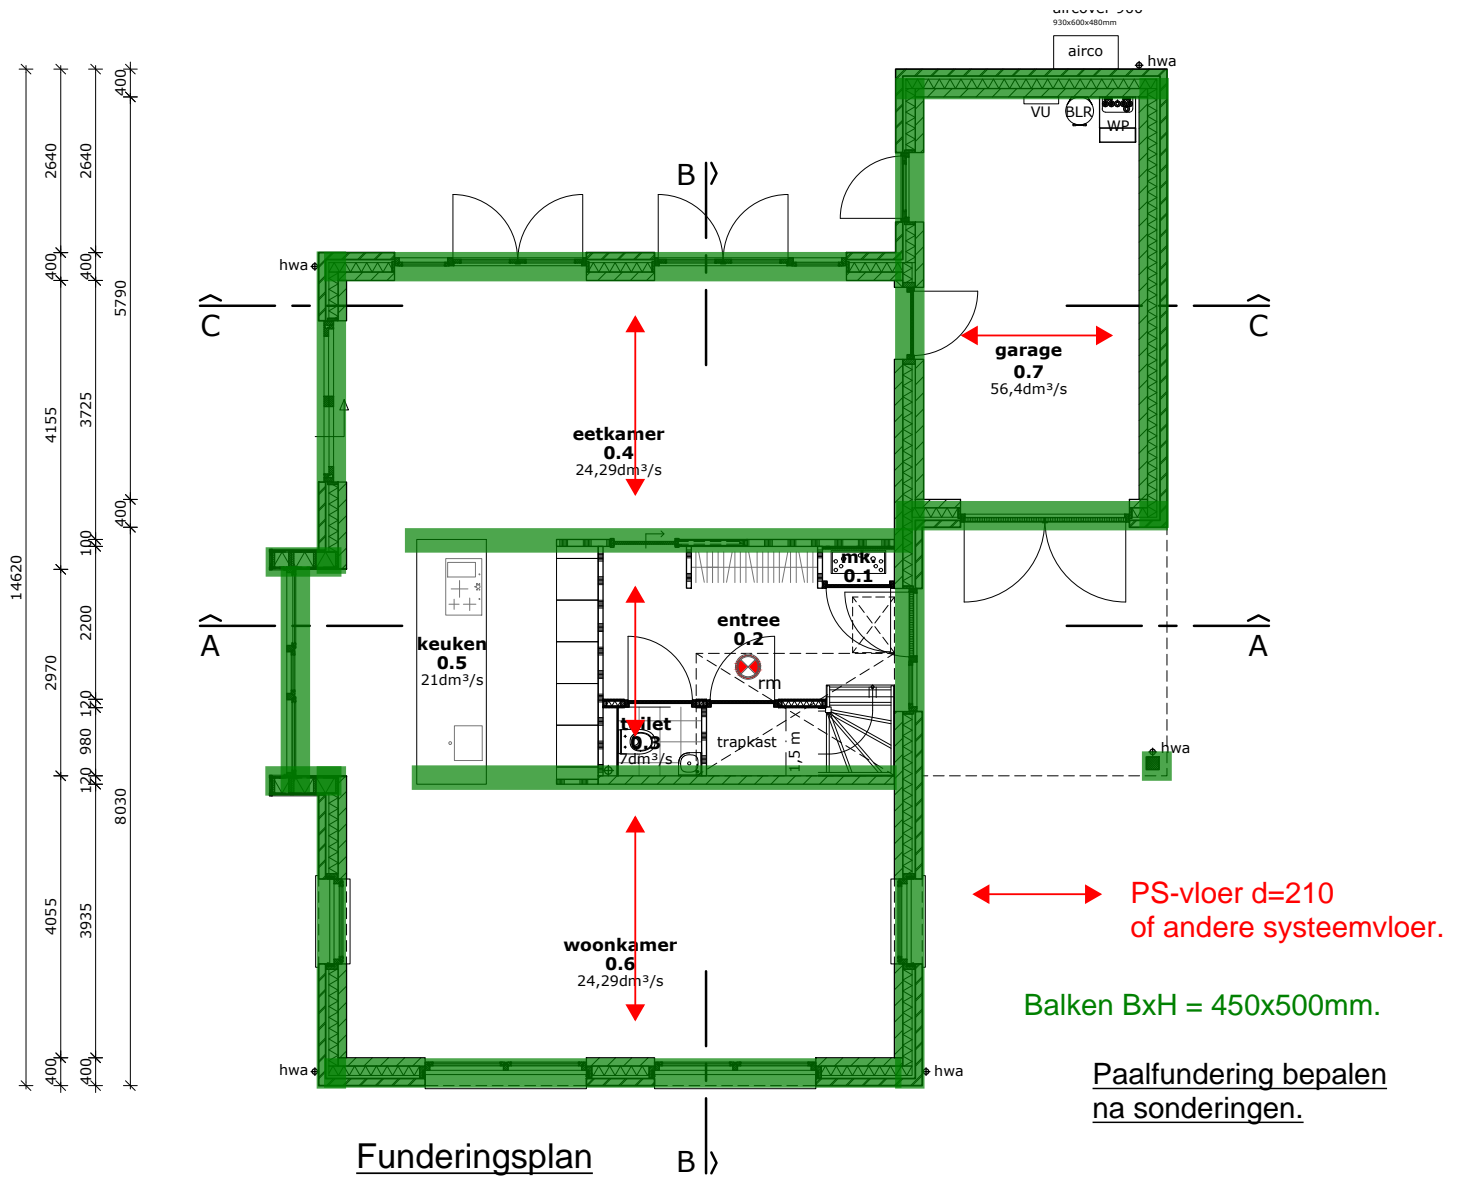 930x600x480mm
airco
hwa
VU
BLR
WP
400
2640
2640
B
hwa
400
400
5790
C
C
garage
0.7
56,4dm³/s
4155
3725
eetkamer
0.4
24,29dm³/s
400
100
14620
mk
0.1
2200
A
A
keuken
0.5
21dm³/s
entree
0.2
rm
2970
120
980
120
toilet
0.3
7dm³/s
trapkast
1,5 m
hwa
8030
4055
3935
PS-vloer d=210
of andere systeemvloer.
woonkamer
0.6
24,29dm³/s
Balken BxH = 450x500mm.
400
400
hwa
hwa
Paalfundering bepalen
na sonderingen.
Funderingsplan
B